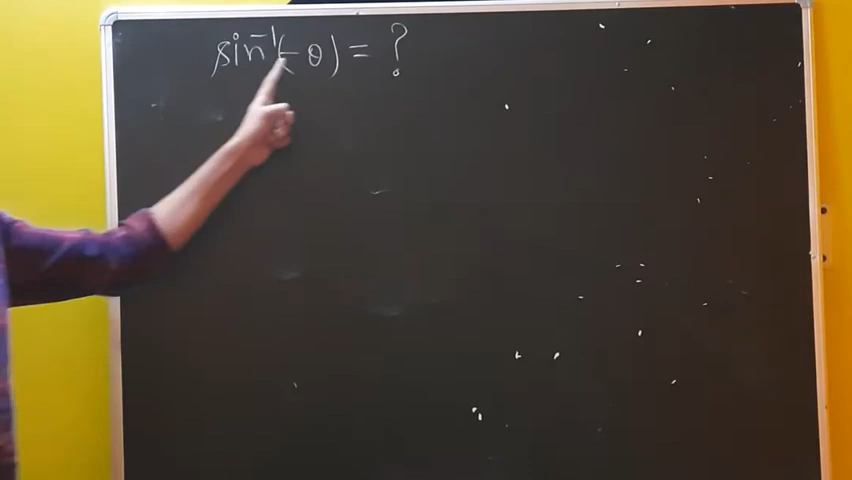 sin⁻¹(-θ) = ?